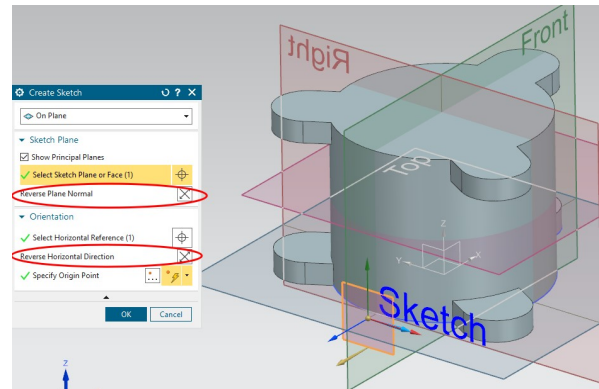 Create Sketch
On Plane
Sketch Plane
Show Principal Planes
Select Sketch Plane or Face (1)
Reverse Plane Normal
Orientation
Select Horizontal Reference (1)
Reverse Horizontal Direction
Specify Origin Point
OK Cancel
Right
Front
Top
Z
Y
X
Sketch
Z